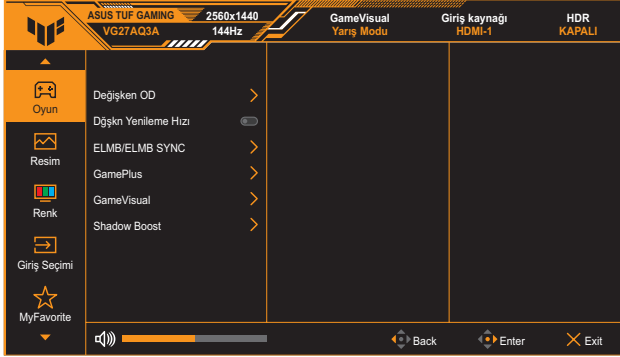 ASUS TUF GAMING 2560x1440 GameVisual Giriş kaynağı HDR
VG27AQ3A 144Hz Yarış Modu HDMI-1 KAPALI
Oyun
Resim
Renk
Giriş Seçimi
MyFavorite
Değişken OD
Dğşkn Yenileme Hızı
ELMB/ELMB SYNC
GamePlus
GameVisual
Shadow Boost
Back Enter Exit